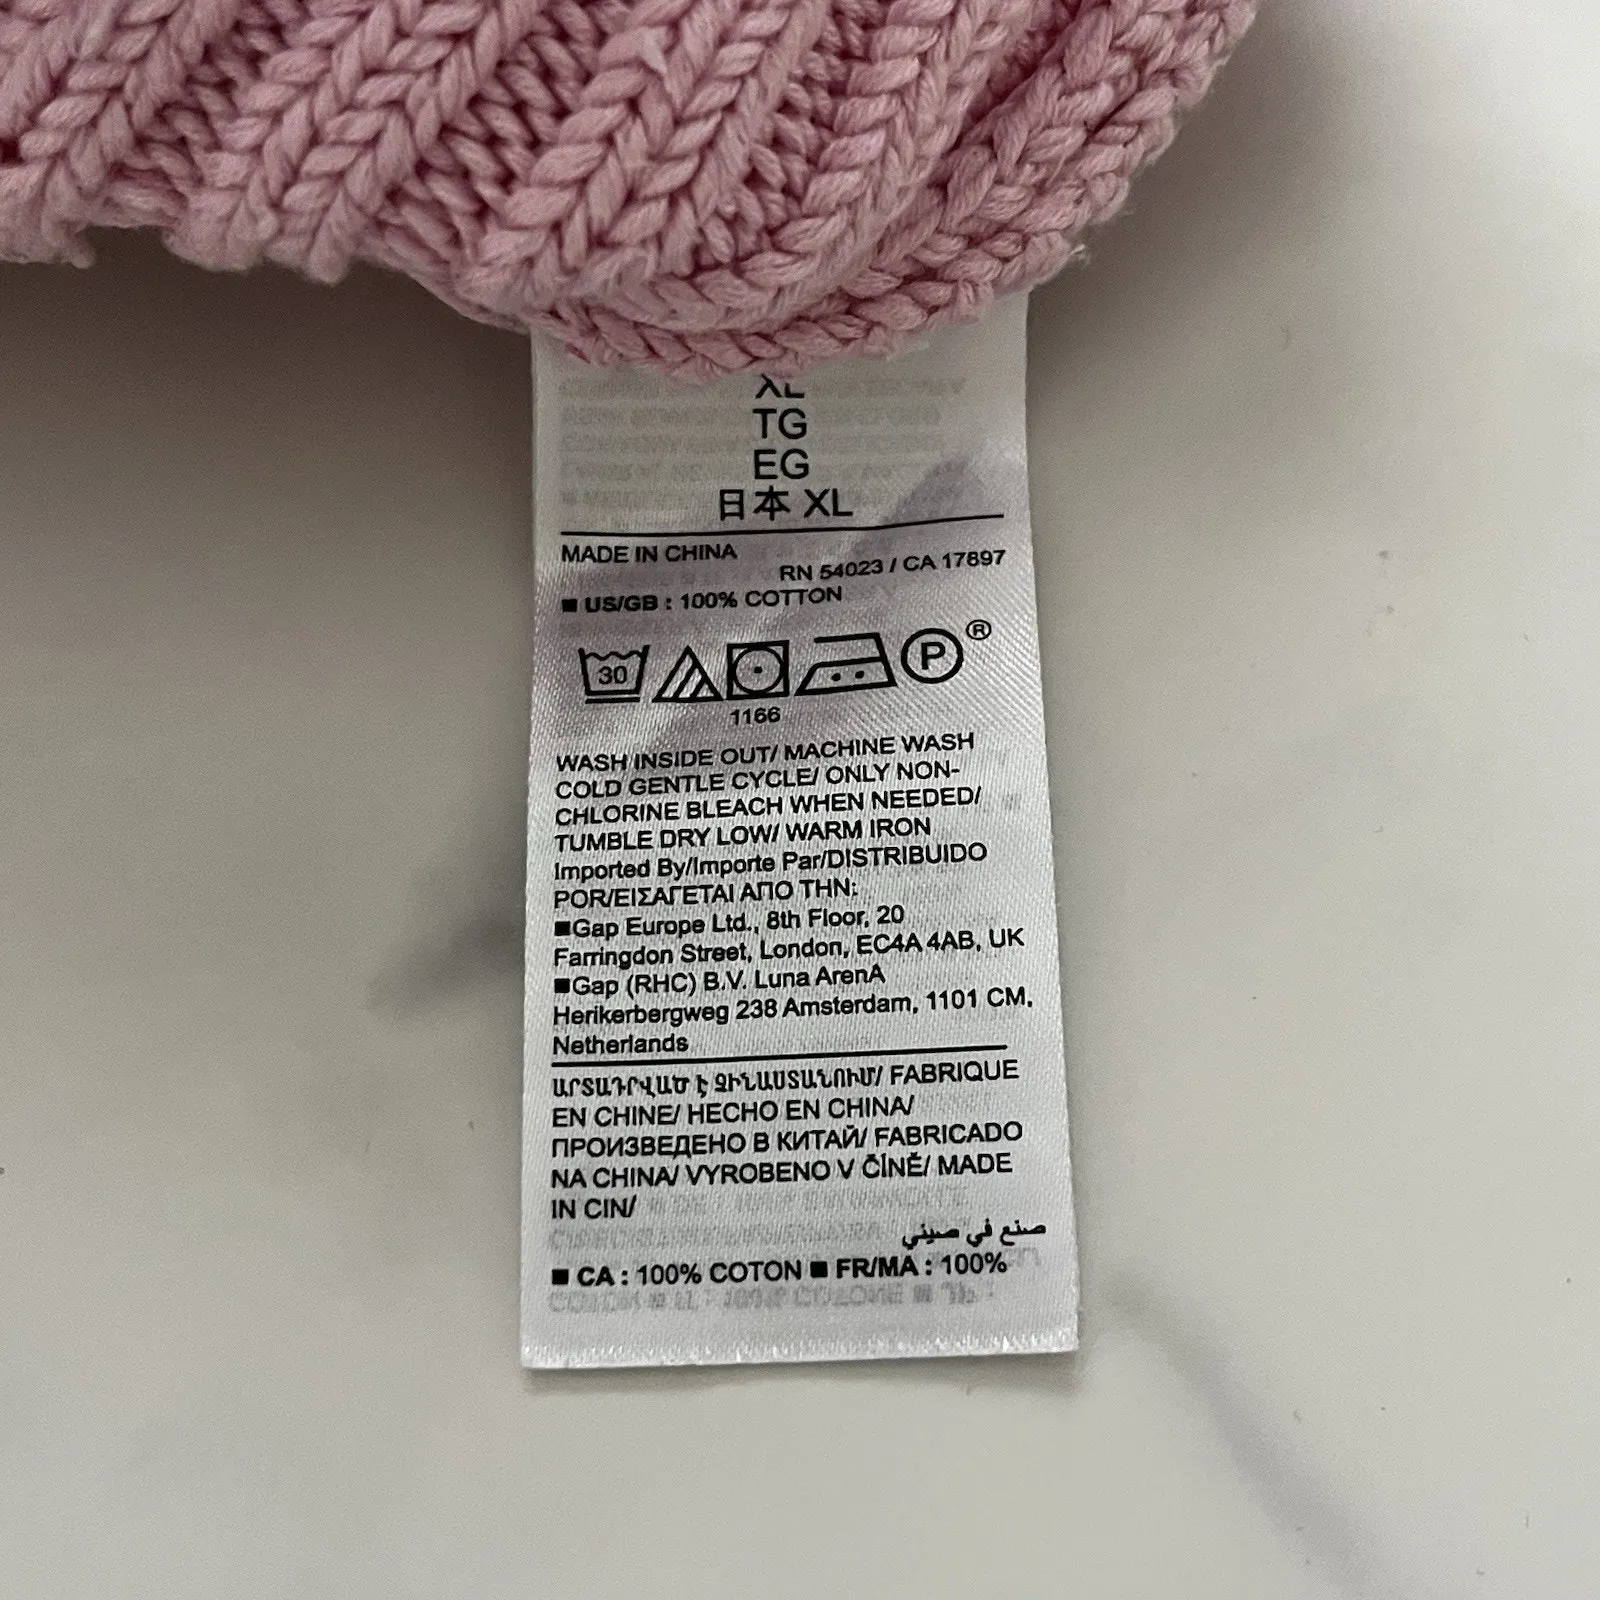 XL
TG
EG
日本 XL
MADE IN CHINA
RN 54023 / CA 17897
■ US/GB : 100% COTTON
30
P®
1166
WASH INSIDE OUT/ MACHINE WASH
COLD GENTLE CYCLE/ ONLY NON-
CHLORINE BLEACH WHEN NEEDED/
TUMBLE DRY LOW/ WARM IRON
Imported By/Importe Par/DISTRIBUIDO
POR/ΕΙΣΑΓΕΤΑΙ ΑΠΟ ΤΗΝ:
■Gap Europe Ltd., 8th Floor, 20
Farringdon Street, London, EC4A 4AB, UK
■Gap (RHC) B.V. Luna ArenA
Herikerbergweg 238 Amsterdam, 1101 CM,
Netherlands
ԱՐՏԱԴՐՎԱԾ է ՉԻՆԱՍՏԱՆՈՒՄ/ FABRIQUE
EN CHINE/ HECHO EN CHINA/
ПРОИЗВЕДЕНО В КИТАЙ/ FABRICADO
NA CHINA/ VYROBENO V ČÍNĚ/ MADE
IN CIN/
صنع في صيني
■ CA : 100% COTON ■ FR/MA : 100%